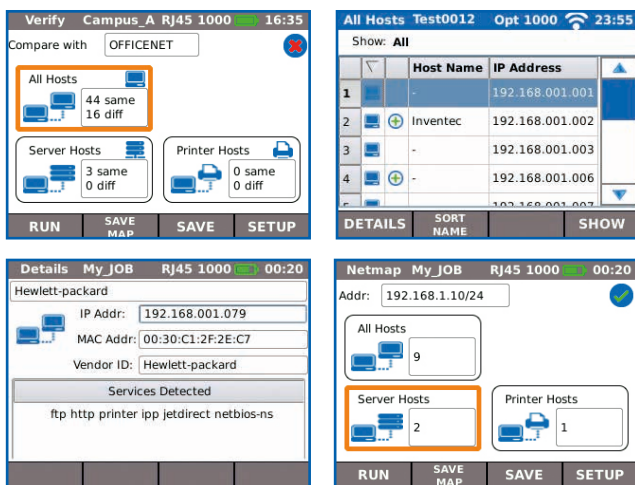 Verify Campus_A RJ45 1000 16:35
Compare with OFFICENET
All Hosts
44 same
16 diff
Server Hosts
3 same
0 diff
Printer Hosts
0 same
0 diff
RUN SAVE MAP SAVE SETUP
All Hosts Test0012 Opt 1000 23:55
Show: All
Host Name IP Address
1 - 192.168.001.001
2 Inventec 192.168.001.002
3 - 192.168.001.003
4 - 192.168.001.006
DETAILS SORT NAME SHOW
Details My_JOB RJ45 1000 00:20
Hewlett-packard
IP Addr: 192.168.001.079
MAC Addr: 00:30:C1:2F:2E:C7
Vendor ID: Hewlett-packard
Services Detected
ftp http printer ipp jetdirect netbios-ns
Netmap My_JOB RJ45 1000 00:20
Addr: 192.168.1.10/24
All Hosts
9
Server Hosts
2
Printer Hosts
1
RUN SAVE MAP SAVE SETUP